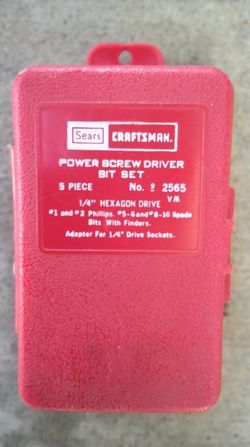 Sears CRAFTSMAN.
POWER SCREW DRIVER
BIT SET
5 PIECE No. 9 2565
VM
1/4" HEXAGON DRIVE
#1 and #2 Phillips, #5-6 and #8-10 Spade
Bits With Finders.
Adapter For 1/4" Drive Sockets.